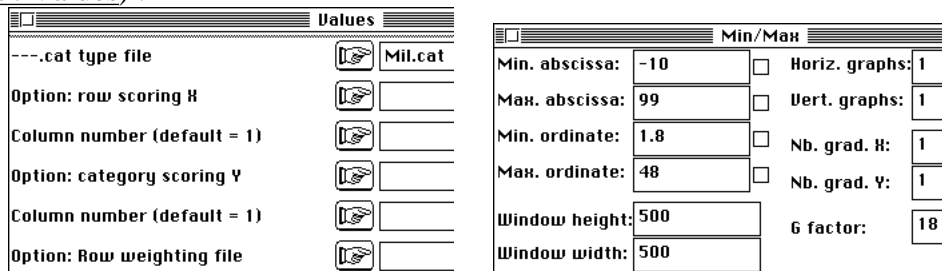 Values
---.cat type file Mil.cat
Option: row scoring X
Column number (default = 1)
Option: category scoring Y
Column number (default = 1)
Option: Row weighting file
Min/Max
Min. abscissa: -10 Horiz. graphs: 1
Max. abscissa: 99 Vert. graphs: 1
Min. ordinate: 1.8 Nb. grad. X: 1
Max. ordinate: 48 Nb. grad. Y: 1
Window height: 500 G factor: 18
Window width: 500